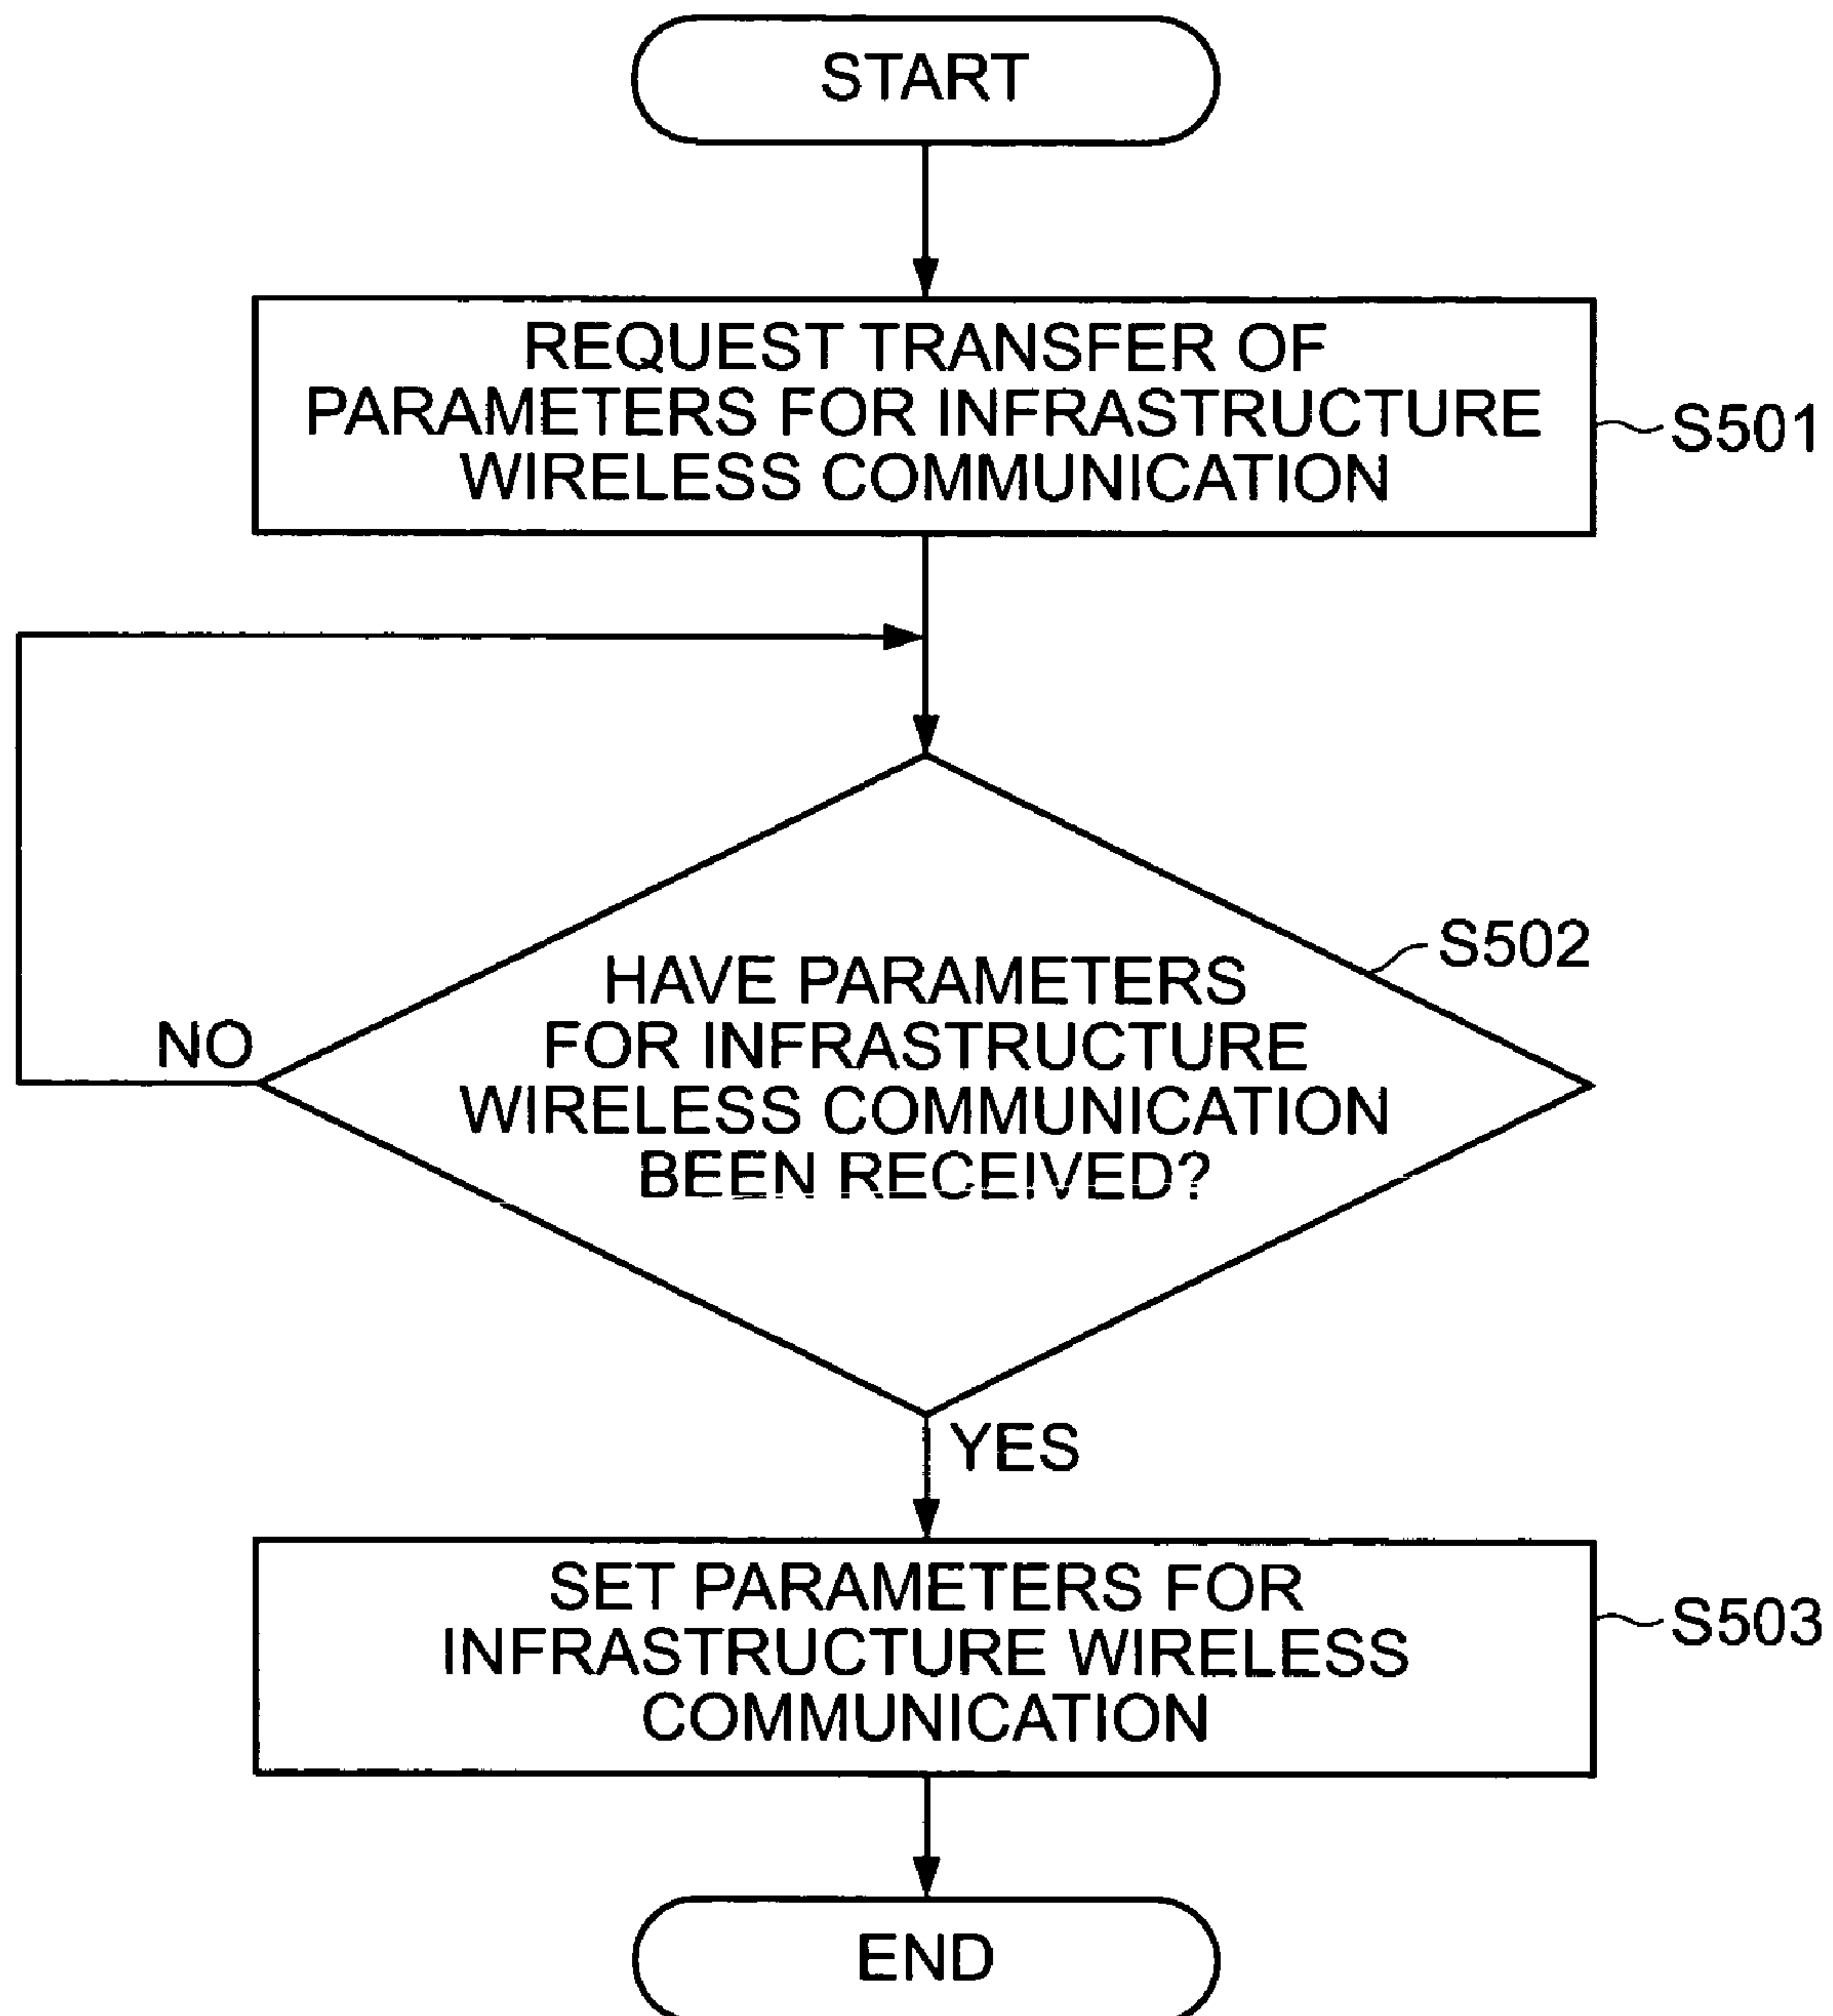 START
REQUEST TRANSFER OF
PARAMETERS FOR INFRASTRUCTURE
WIRELESS COMMUNICATION
S501
S502
HAVE PARAMETERS
FOR INFRASTRUCTURE
WIRELESS COMMUNICATION
BEEN RECEIVED?
NO
YES
SET PARAMETERS FOR
INFRASTRUCTURE WIRELESS
COMMUNICATION
S503
END